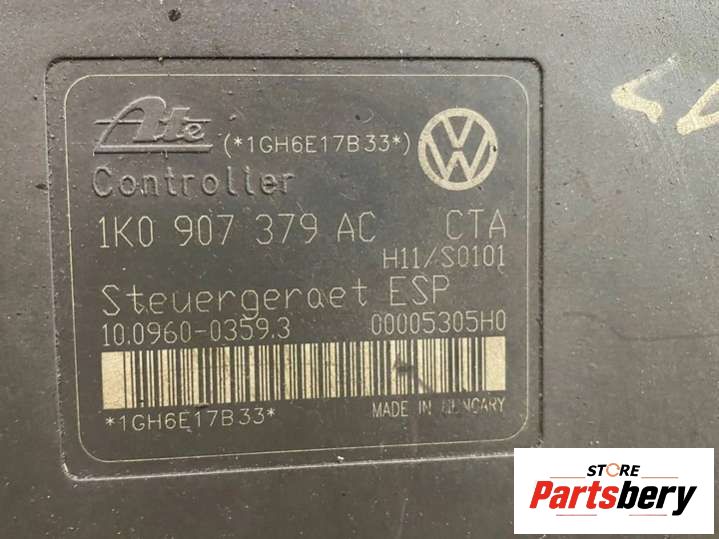 Ate (*1GH6E17B33*)
Controller
1K0 907 379 AC CTA
H11/S0101
Steuergeraet ESP
10.0960-0359.3 00005305H0
*1GH6E17B33* MADE IN HUNGARY
STORE
Partsbery